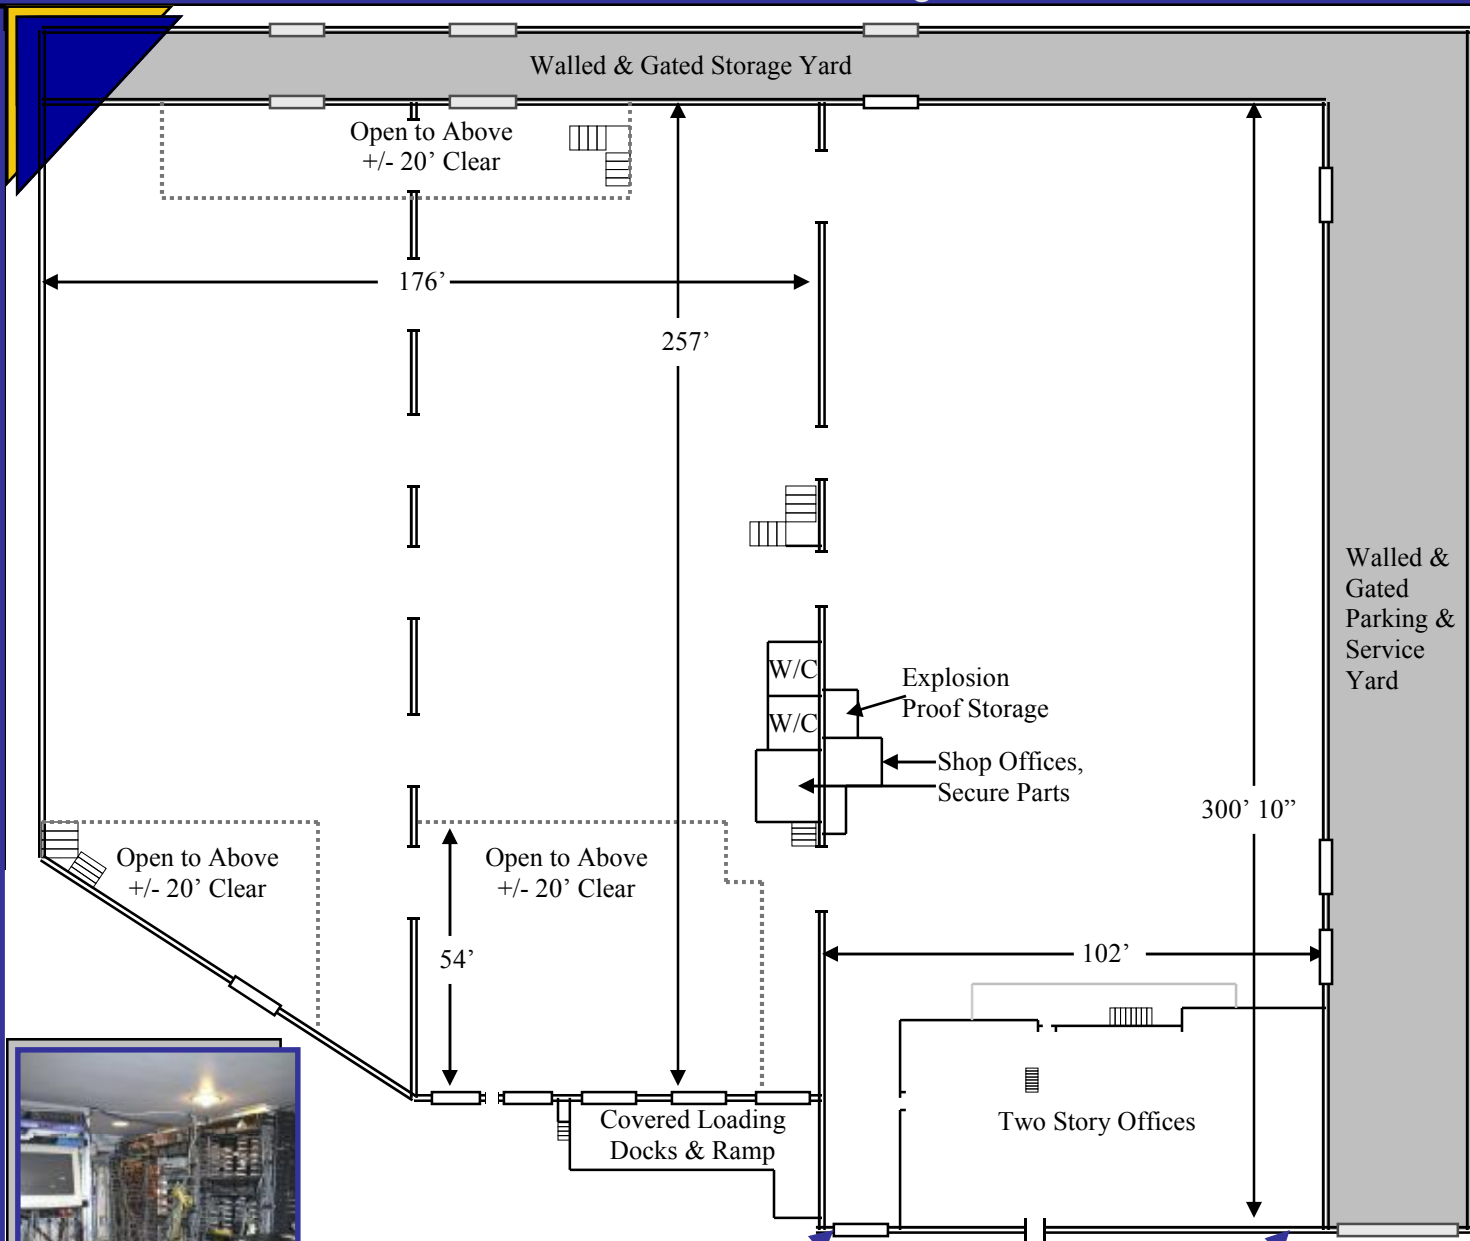 Walled & Gated Storage Yard
Open to Above
+/- 20’ Clear
176’
257’
Walled &
Gated
Parking &
Service
Yard
W/C
Explosion
Proof Storage
W/C
Shop Offices,
Secure Parts
300’ 10”
Open to Above
+/- 20’ Clear
Open to Above
+/- 20’ Clear
54’
102’
Covered Loading
Docks & Ramp
Two Story Offices